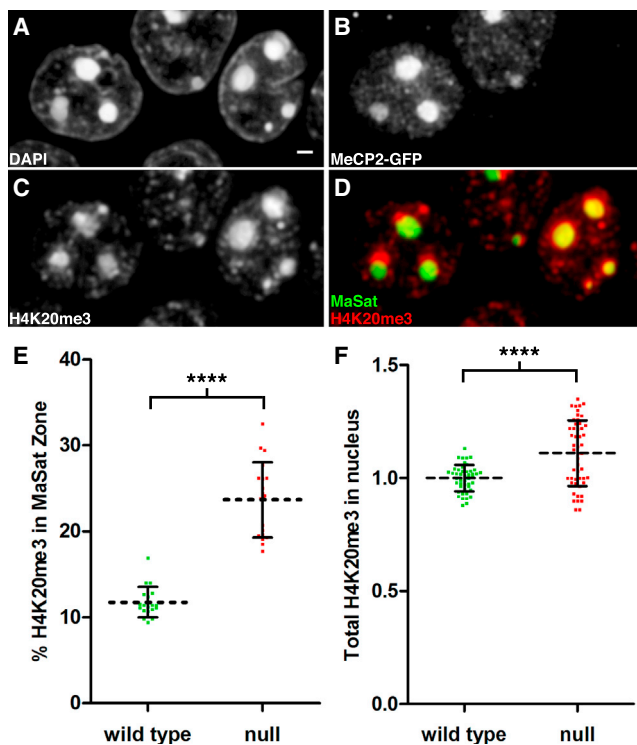 A
DAPI
B
MeCP2-GFP
C
H4K20me3
D
MaSat
H4K20me3
E
% H4K20me3 in MaSat Zone
40
30
20
10
0
****
wild type
null
F
Total H4K20me3 in nucleus
1.5
1.0
0.5
0.0
****
wild type
null